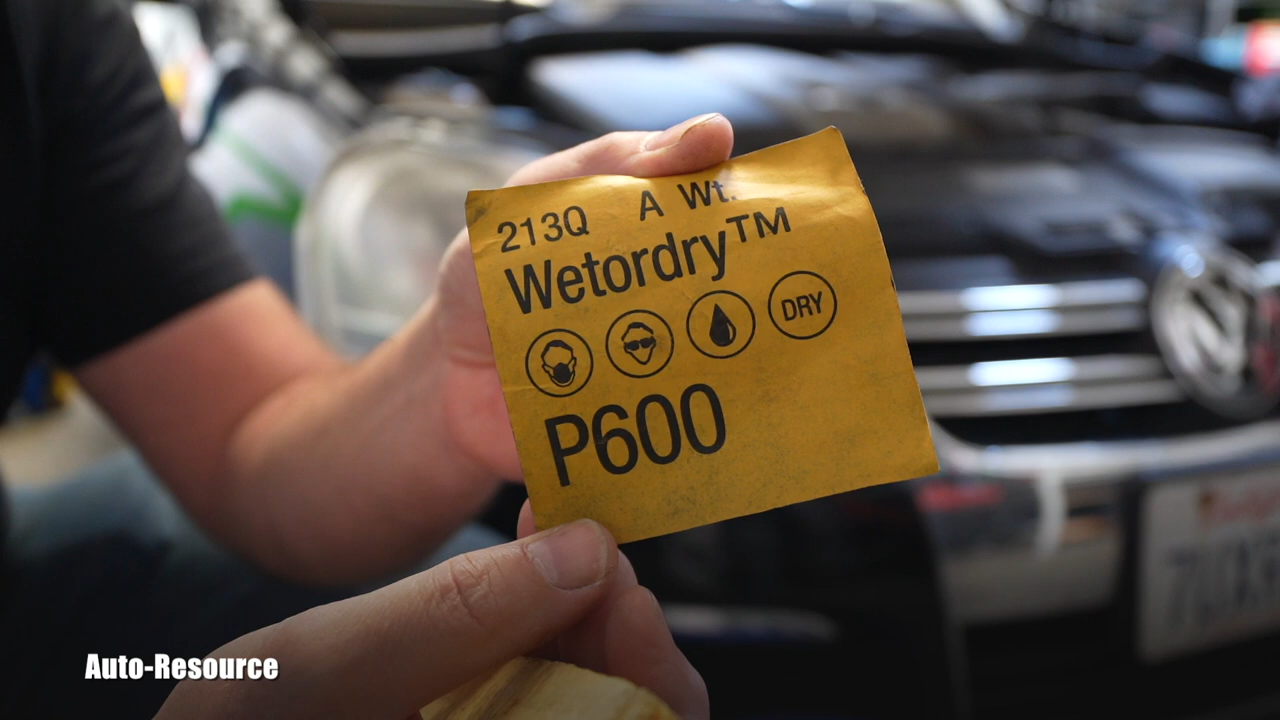 213Q A Wt.
Wetordry™
DRY
P600
Auto-Resource